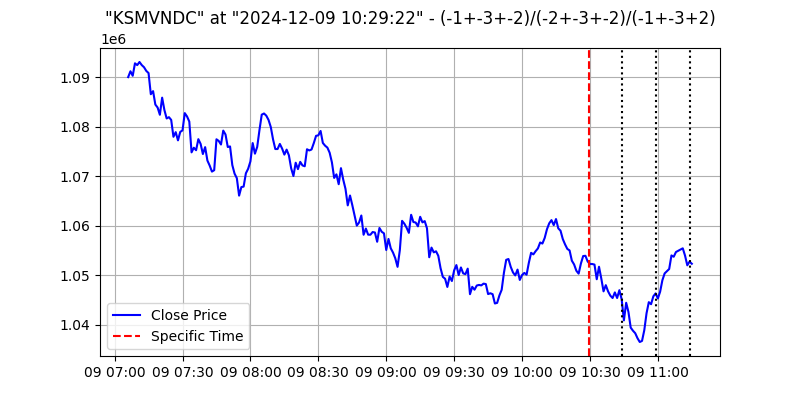 "KSMVNDC" at "2024-12-09 10:29:22" - (-1+-3+-2)/(-2+-3+-2)/(-1+-3+2)
1e6
1.09
1.08
1.07
1.06
1.05
1.04
Close Price
Specific Time
09 07:00 09 07:30 09 08:00 09 08:30 09 09:00 09 09:30 09 10:00 09 10:30 09 11:00